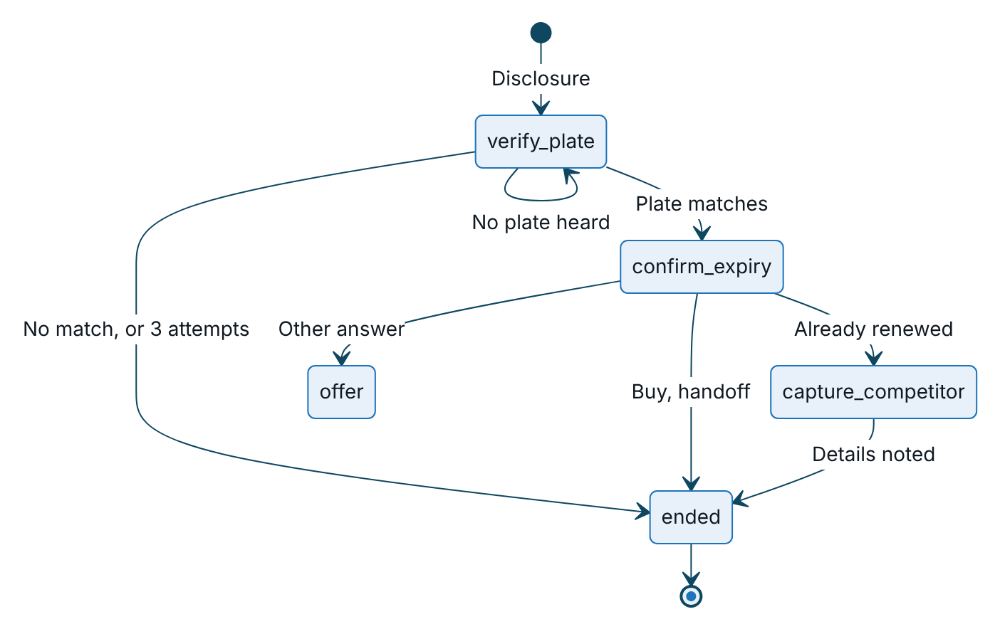 Disclosure
verify_plate
No plate heard
Plate matches
confirm_expiry
No match, or 3 attempts
Other answer
Already renewed
offer
Buy, handoff
capture_competitor
Details noted
ended